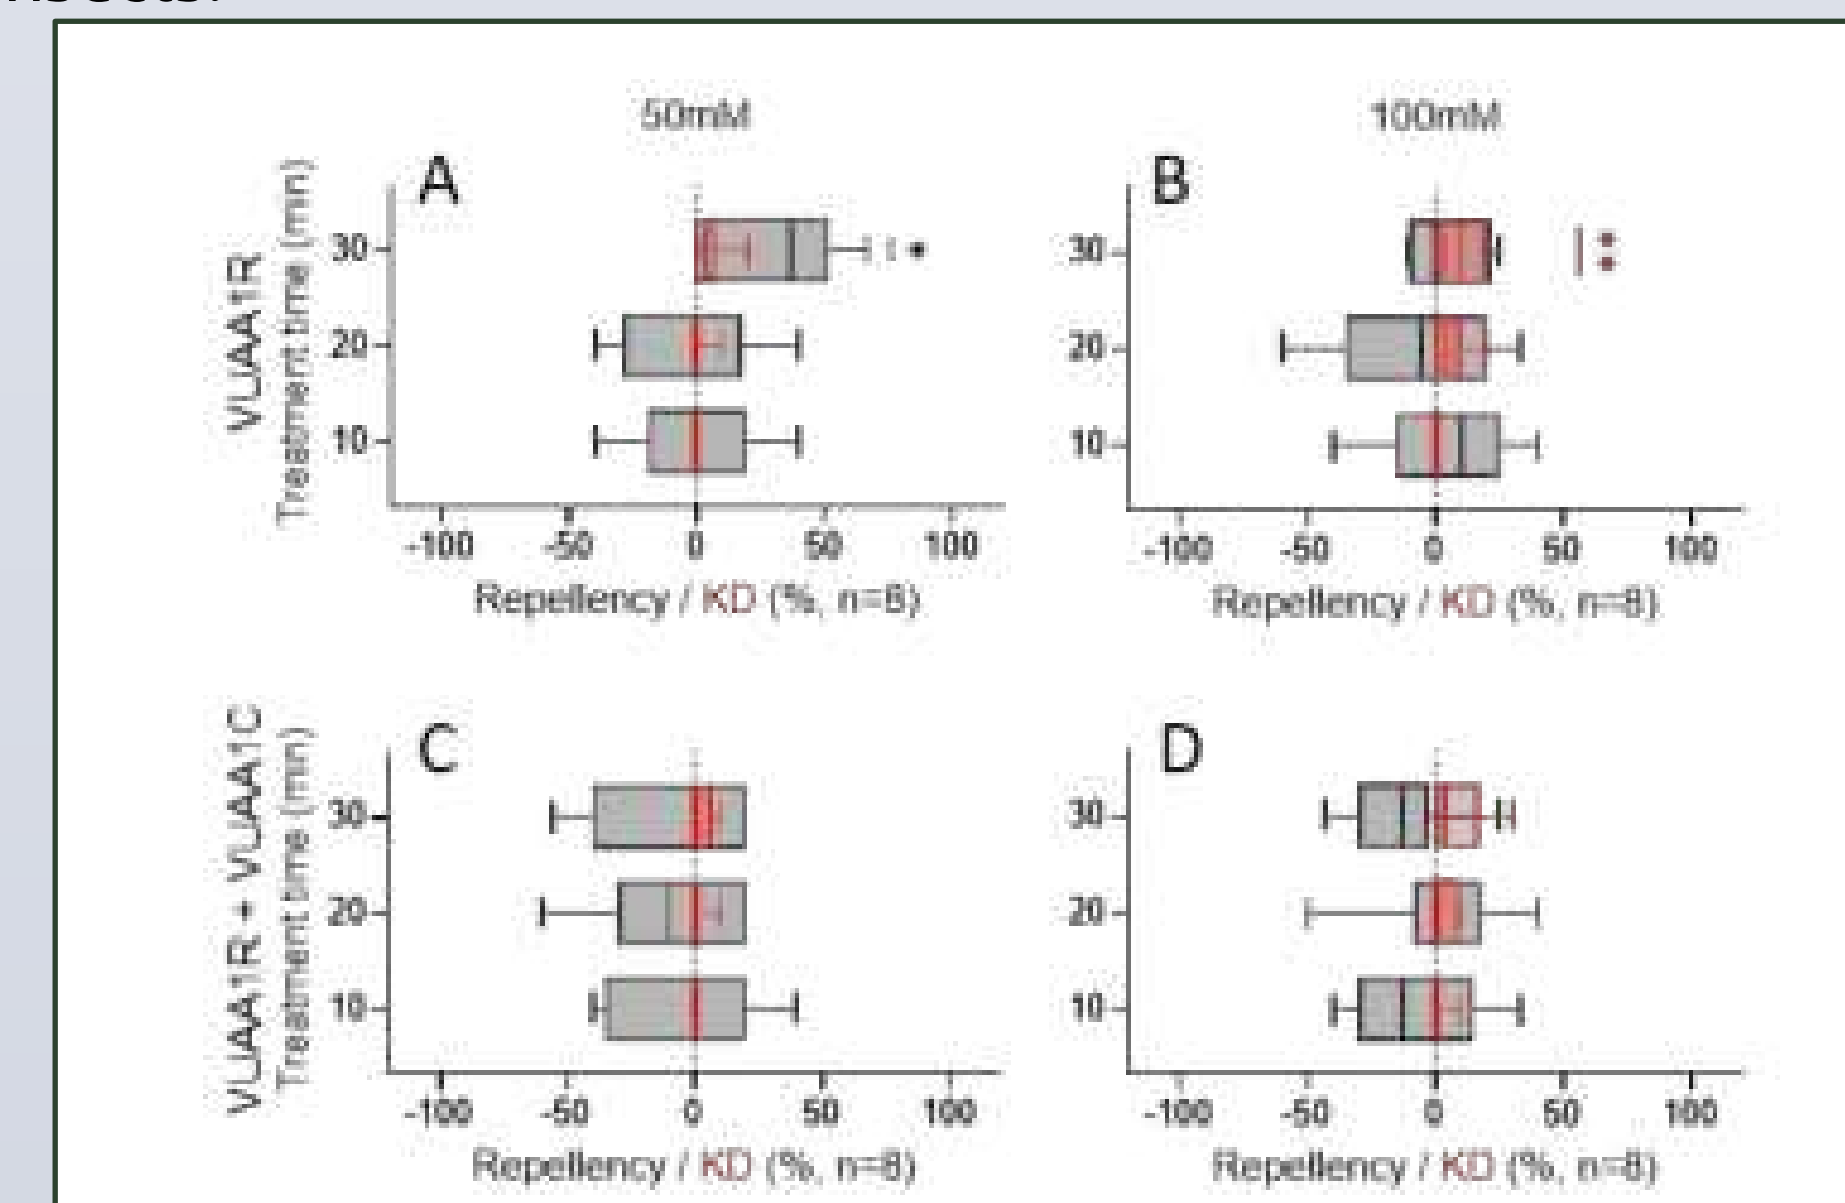 50mM
100mM
A
B
VUAA1R
Treatment time (min)
30
20
10
-100 -50 0 50 100
Repellency / KD (%, n=8)
30
20
10
-100 -50 0 50 100
Repellency / KD (%, n=8)
C
D
VUAA1R + VUAA1C
Treatment time (min)
30
20
10
-100 -50 0 50 100
Repellency / KD (%, n=8)
30
20
10
-100 -50 0 50 100
Repellency / KD (%, n=8)